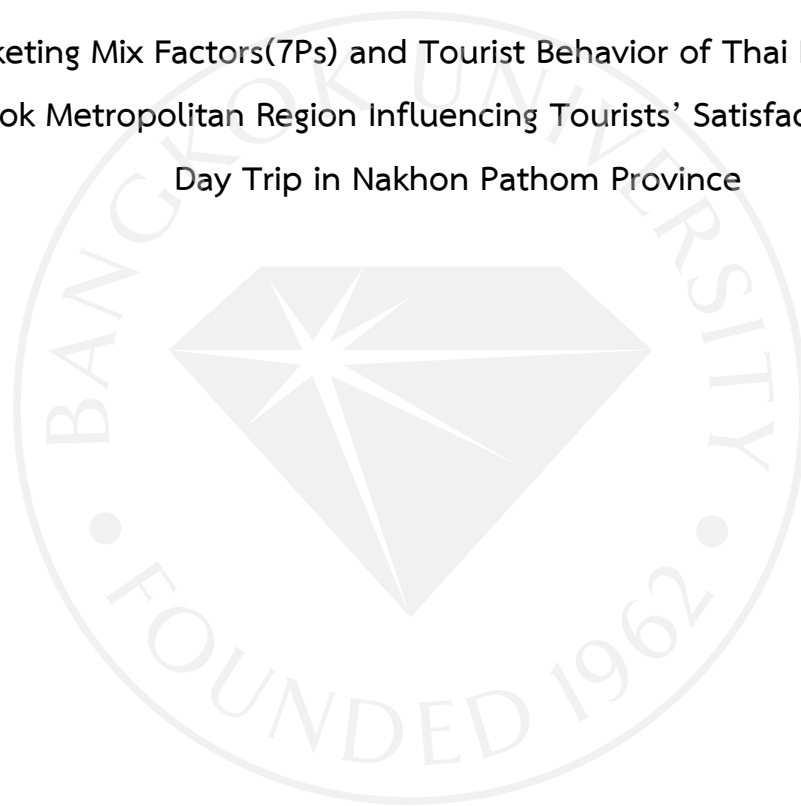 keting Mix Factors(7Ps) and Tourist Behavior of Thai
ok Metropolitan Region Influencing Tourists’ Satisfac
Day Trip in Nakhon Pathom Province
BANGKOK UNIVERSITY
• FOUNDED 1962 •